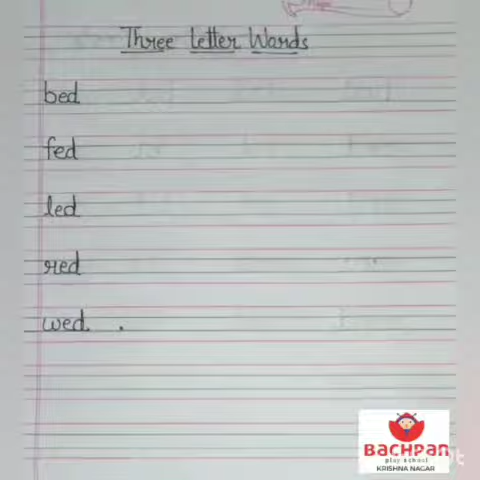 Three Letter Words
bed
fed
led
red
wed.
BACHPAN
play school
KRISHNA NAGAR